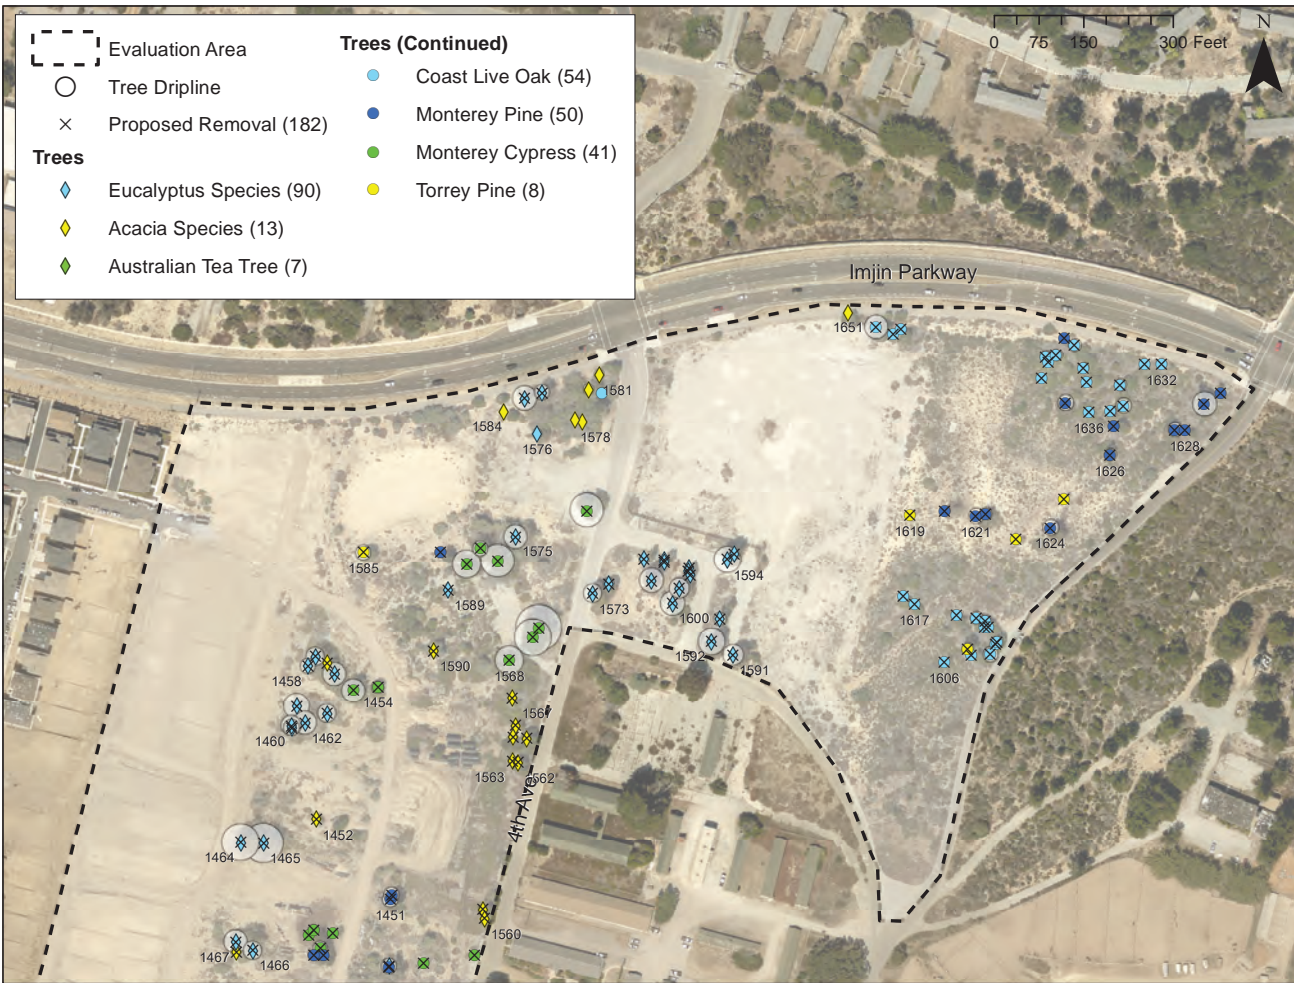 Evaluation Area
Tree Dripline
Proposed Removal (182)
Trees
Eucalyptus Species (90)
Acacia Species (13)
Australian Tea Tree (7)
Trees (Continued)
Coast Live Oak (54)
Monterey Pine (50)
Monterey Cypress (41)
Torrey Pine (8)
N
0 75 150 300 Feet
Imjin Parkway
1651
1581
1584
1578
1576
1632
1636
1628
1626
1619
1621
1624
1575
1585
1594
1589
1573
1600
1617
1592
1591
1590
1568
1606
1458
1454
1567
1460
1462
1563
1562
4th Ave
1452
1464
1465
1451
1560
1467
1466